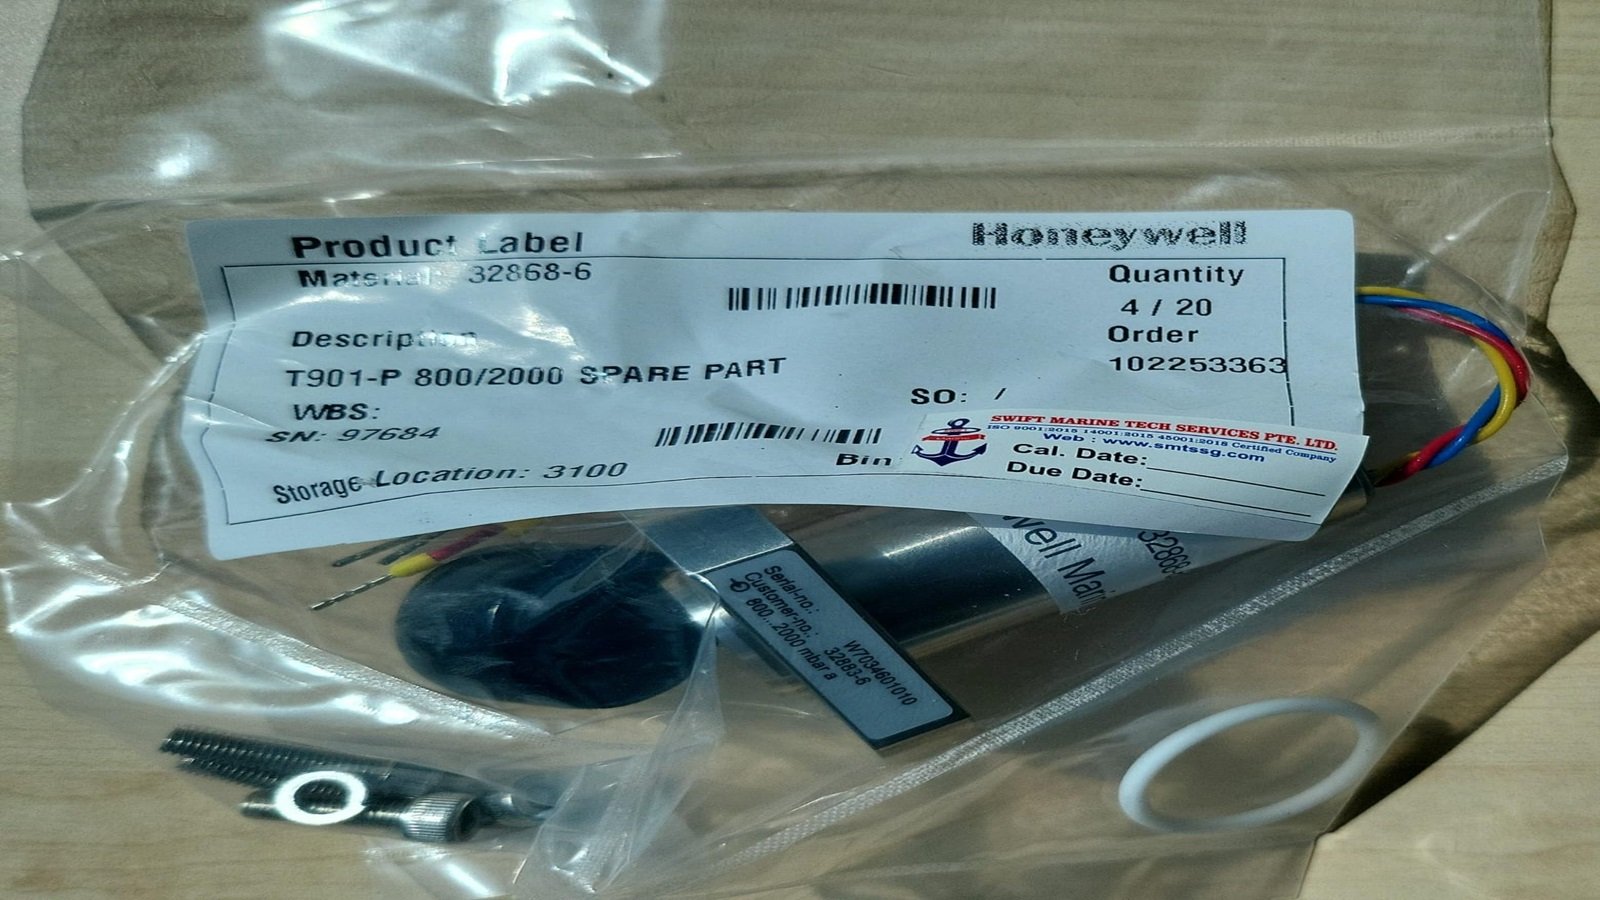 Product Label
Honeywell
Material: 32868-6
Quantity
4 / 20
Description
Order
T901-P 800/2000 SPARE PART
102253363
WBS:
SO: /
SN: 97684
Bin
Storage Location: 3100
SWIFT MARINE TECH SERVICES PTE. LTD.
ISO 9001:2015 14001:2015 45001:2018 Certified Company
Web : www.smtssg.com
Cal. Date:
Due Date:
well Marin
32868
Serial-no.: W7034601010
Customer-no.: 32883-6
800...2000 mbar a